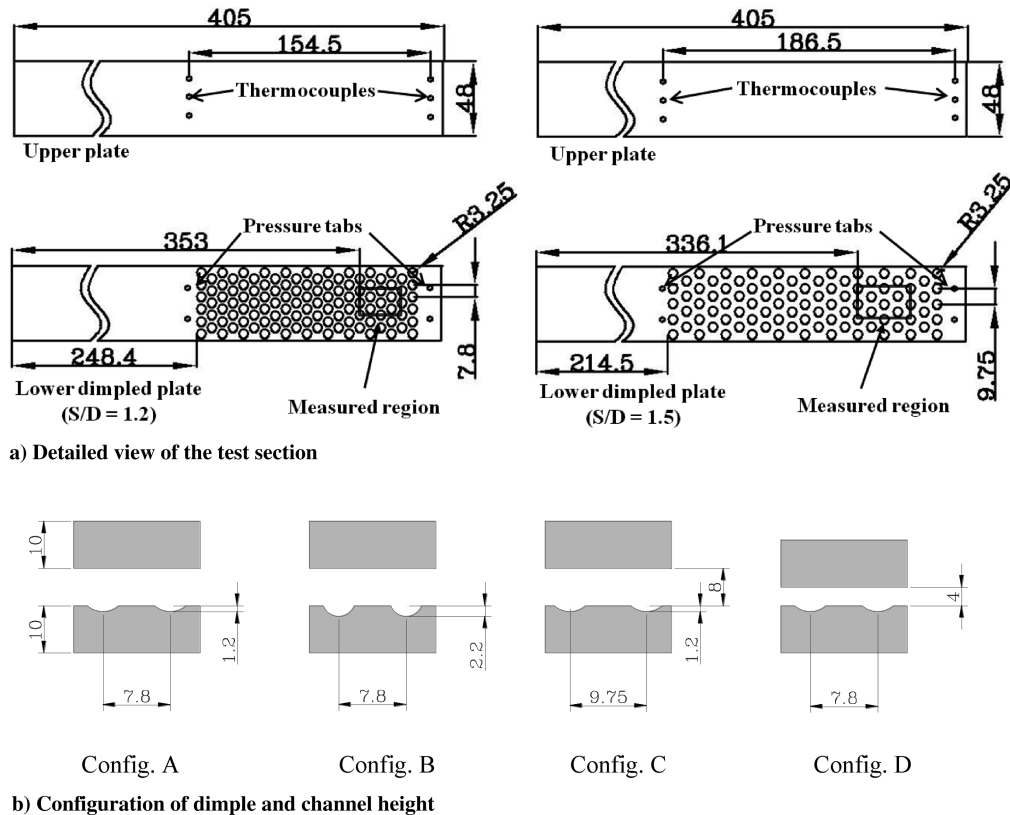 405
154.5
Thermocouples
48
Upper plate
405
186.5
Thermocouples
48
Upper plate
R3.25
Pressure tabs
353
7.8
248.4
Lower dimpled plate
(S/D = 1.2)
Measured region
R3.25
Pressure tabs
336.1
9.75
214.5
Lower dimpled plate
(S/D = 1.5)
Measured region
a) Detailed view of the test section
10
10
1.2
7.8
Config. A
2.2
7.8
Config. B
8
1.2
9.75
Config. C
4
7.8
Config. D
b) Configuration of dimple and channel height